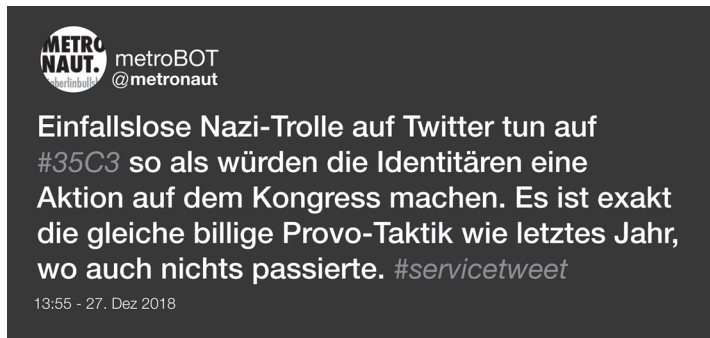 METRO
NAUT.
metroBOT
@metronaut
Einfallslose Nazi-Trolle auf Twitter tun auf
#35C3 so als würden die Identitären eine
Aktion auf dem Kongress machen. Es ist exakt
die gleiche billige Provo-Taktik wie letztes Jahr,
wo auch nichts passierte. #servicetweet
13:55 - 27. Dez 2018